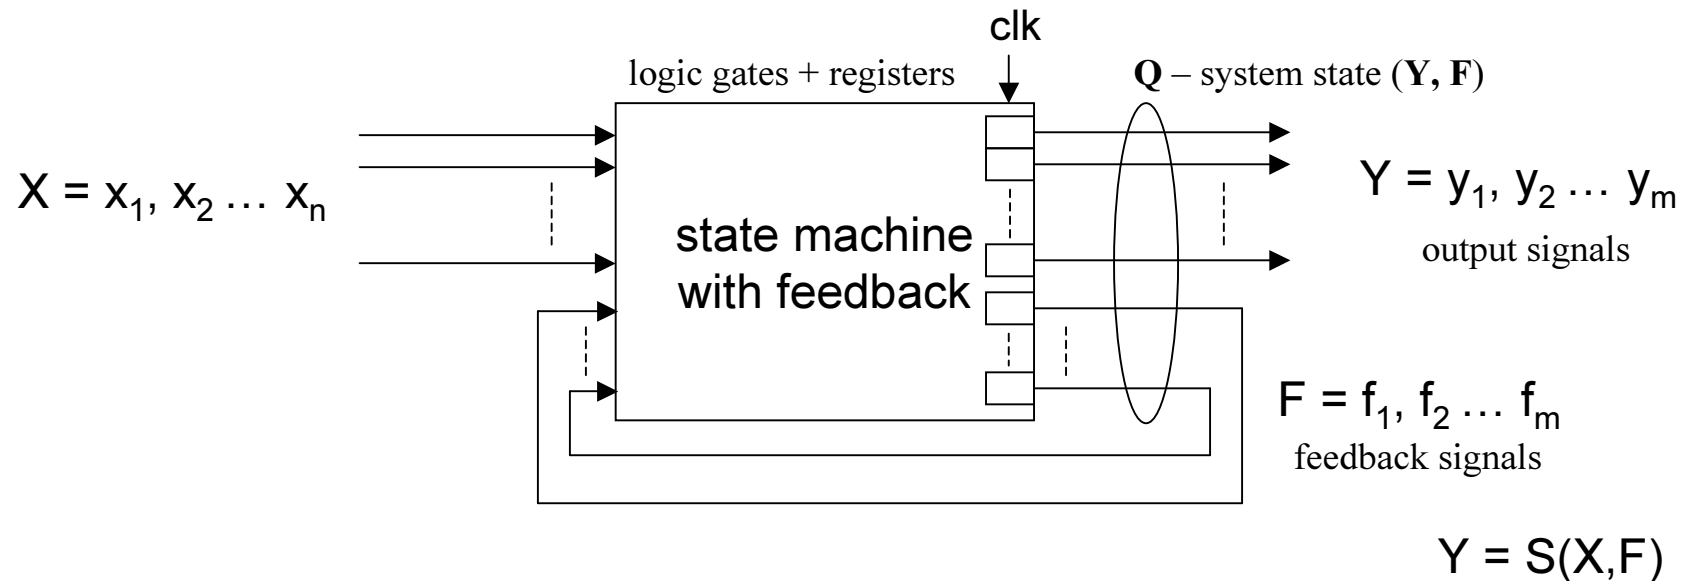 clk
logic gates + registers
Q – system state (Y, F)
X = x₁, x₂ … xₙ
state machine
with feedback
Y = y₁, y₂ … yₘ
output signals
F = f₁, f₂ … fₘ
feedback signals
Y = S(X,F)